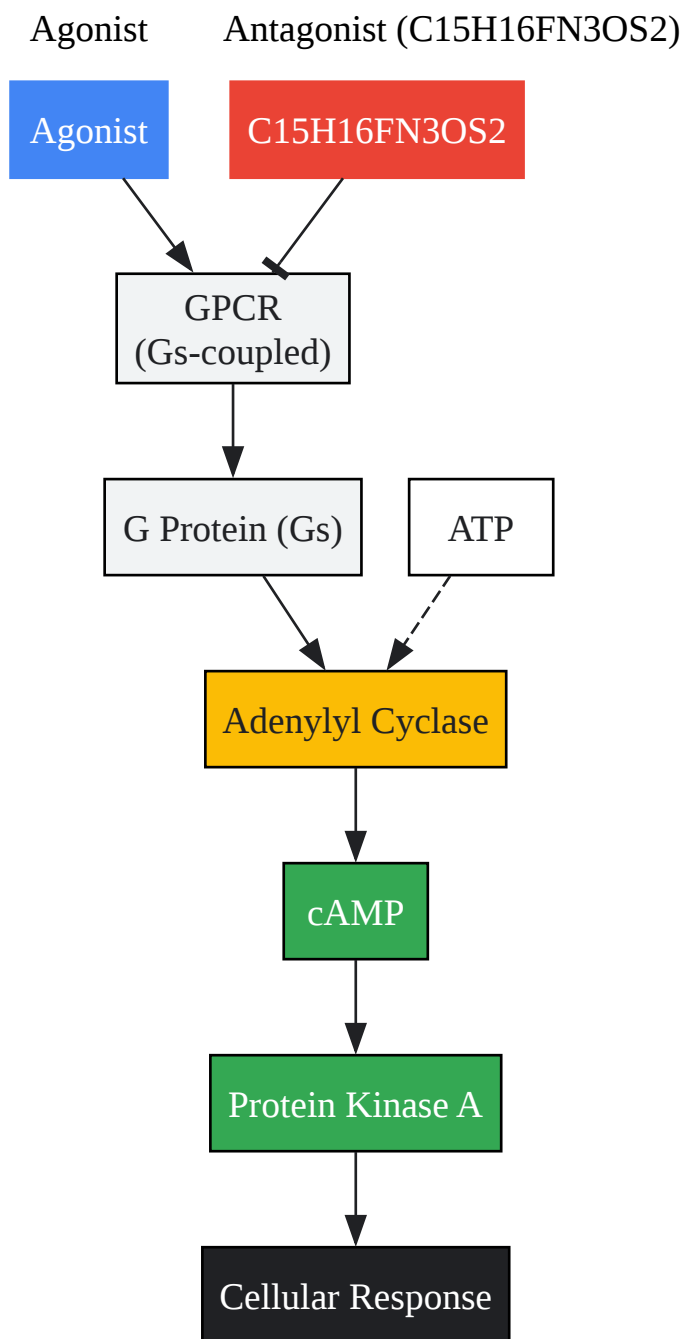 Agonist
Antagonist (C15H16FN3OS2)
Agonist
C15H16FN3OS2
GPCR
(Gs-coupled)
G Protein (Gs)
ATP
Adenylyl Cyclase
cAMP
Protein Kinase A
Cellular Response